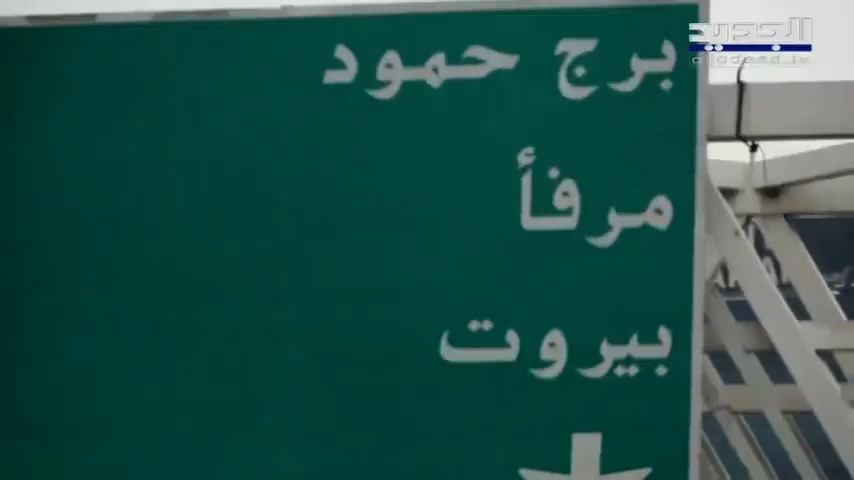 الجديد
برج حمود
مرفأ
بيروت